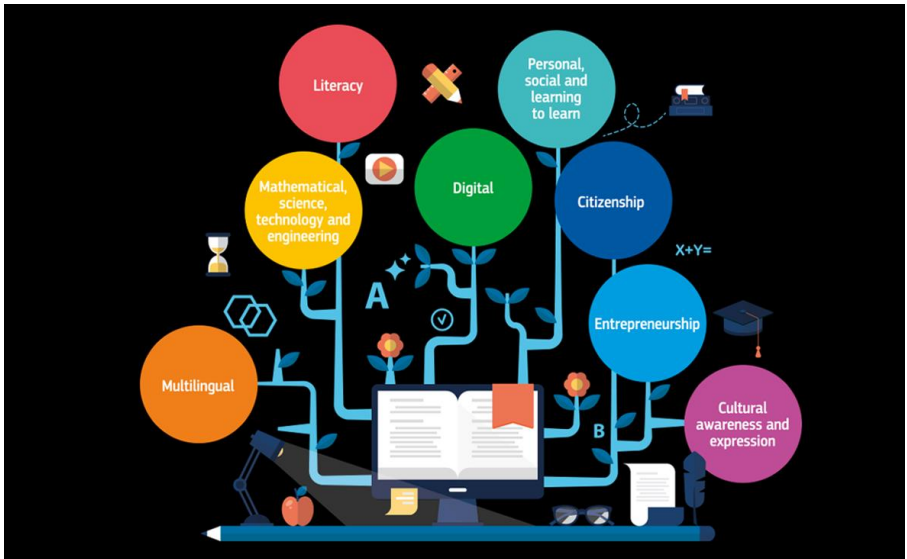 Literacy
Personal,
social and
learning
to learn
Mathematical,
science,
technology and
engineering
Digital
Citizenship
X+Y=
A
Entrepreneurship
Multilingual
Cultural
awareness and
expression
B